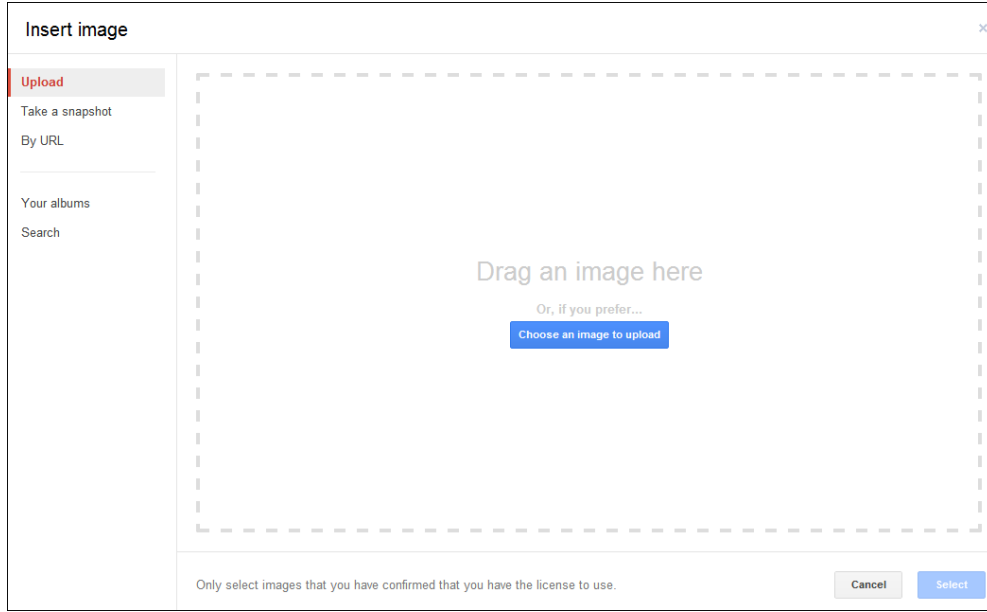 Insert image
×
Upload
Take a snapshot
By URL
Your albums
Search
Drag an image here
Or, if you prefer...
Choose an image to upload
Only select images that you have confirmed that you have the license to use.
Cancel
Select